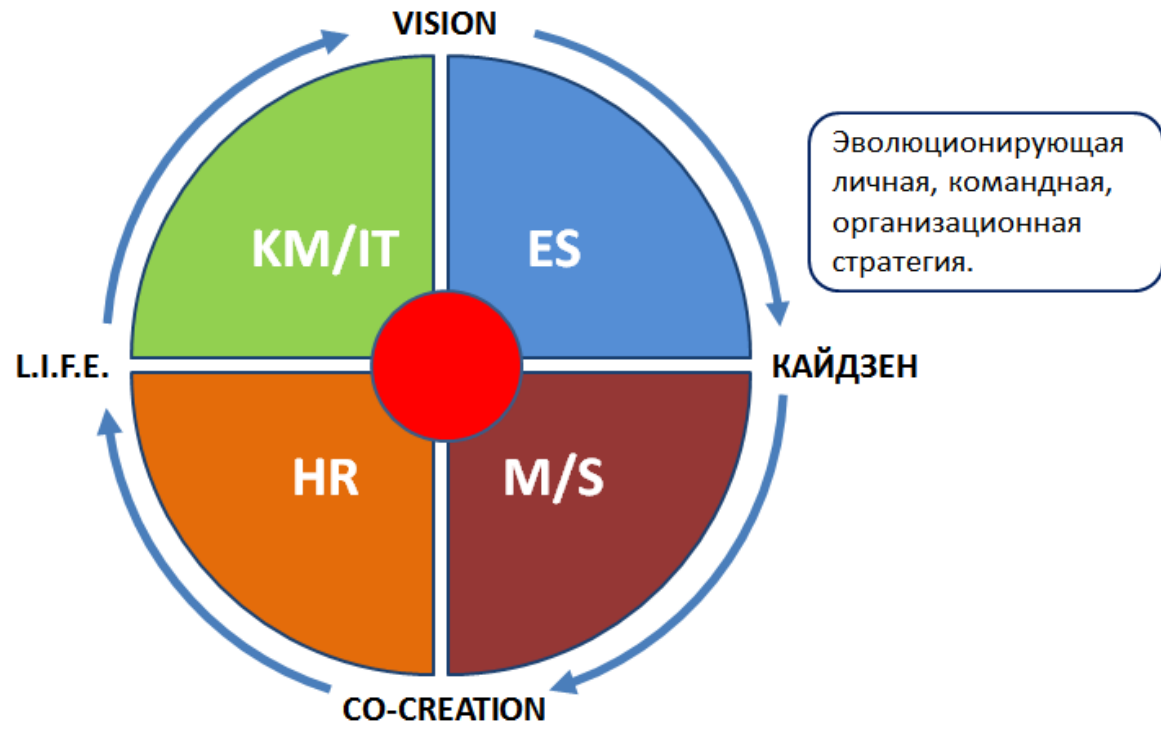 VISION
Эволюционирующая
личная, командная,
организационная
стратегия.
KM/IT
ES
L.I.F.E.
КАЙДЗЕН
HR
M/S
CO-CREATION